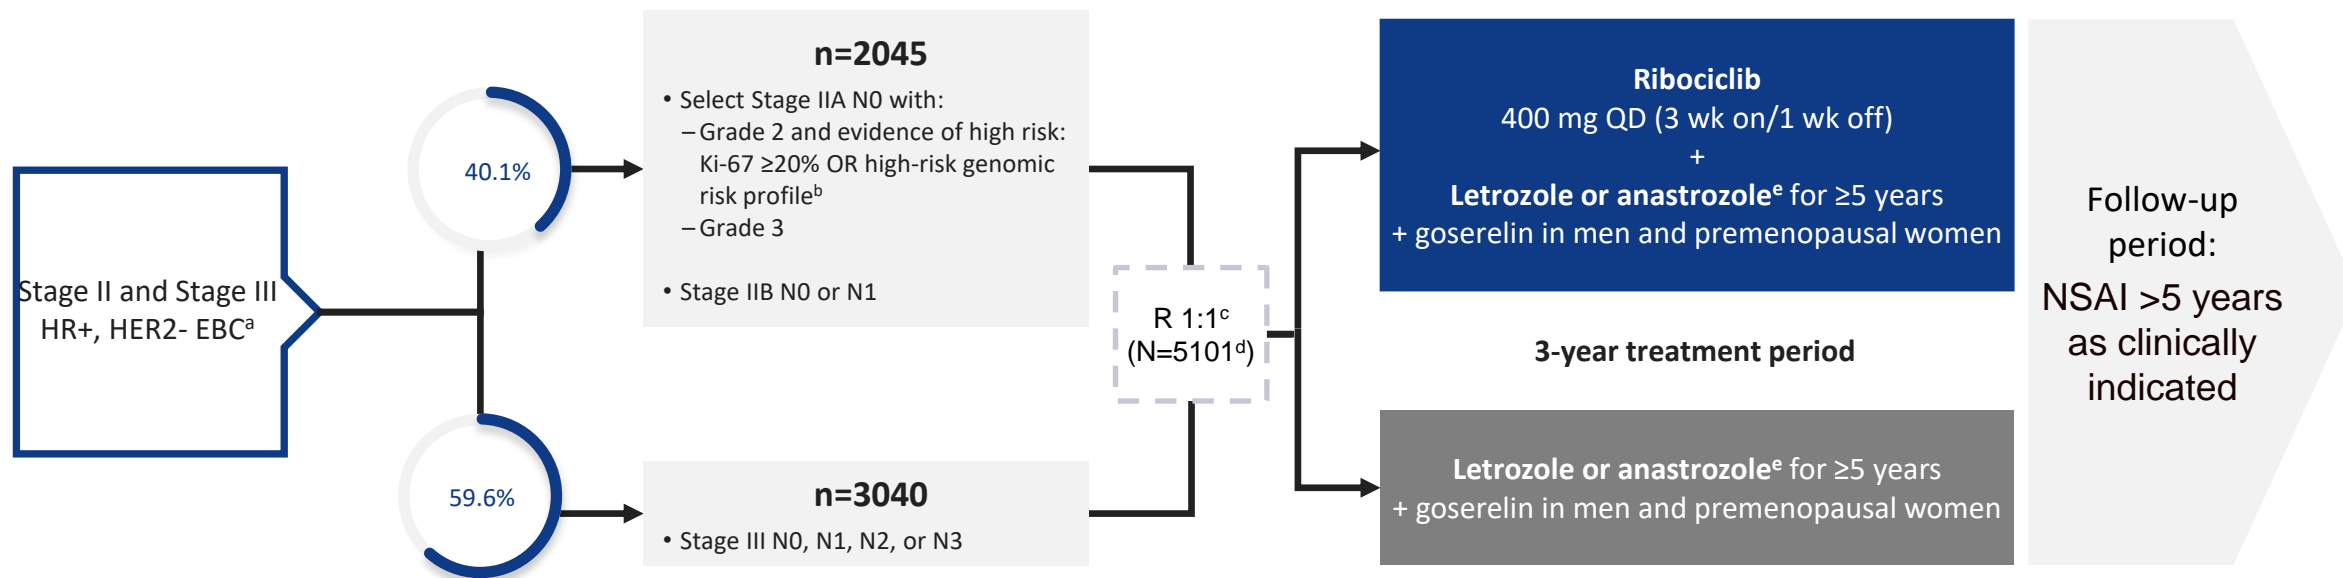 Stage II and Stage III
HR+, HER2- EBCᵃ
40.1%
59.6%
n=2045
• Select Stage IIA N0 with:
–Grade 2 and evidence of high risk:
Ki-67 ≥20% OR high-risk genomic
risk profileᵇ
–Grade 3
• Stage IIB N0 or N1
n=3040
• Stage III N0, N1, N2, or N3
R 1:1ᶜ
(N=5101ᵈ)
Ribociclib
400 mg QD (3 wk on/1 wk off)
+
Letrozole or anastrozoleᵉ for ≥5 years
+ goserelin in men and premenopausal women
3-year treatment period
Letrozole or anastrozoleᵉ for ≥5 years
+ goserelin in men and premenopausal women
Follow-up
period:
NSAI >5 years
as clinically
indicated